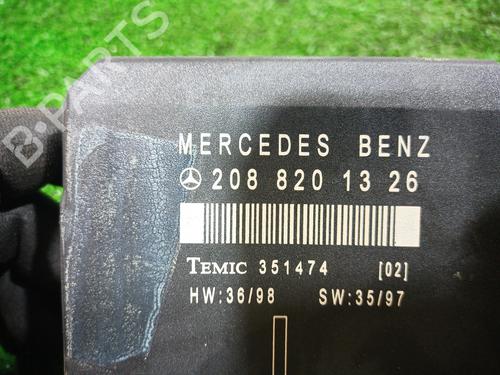 B-PARTS
MERCEDES BENZ
208 820 13 26
TEMIC 351474 [02]
HW:36/98 SW:35/97